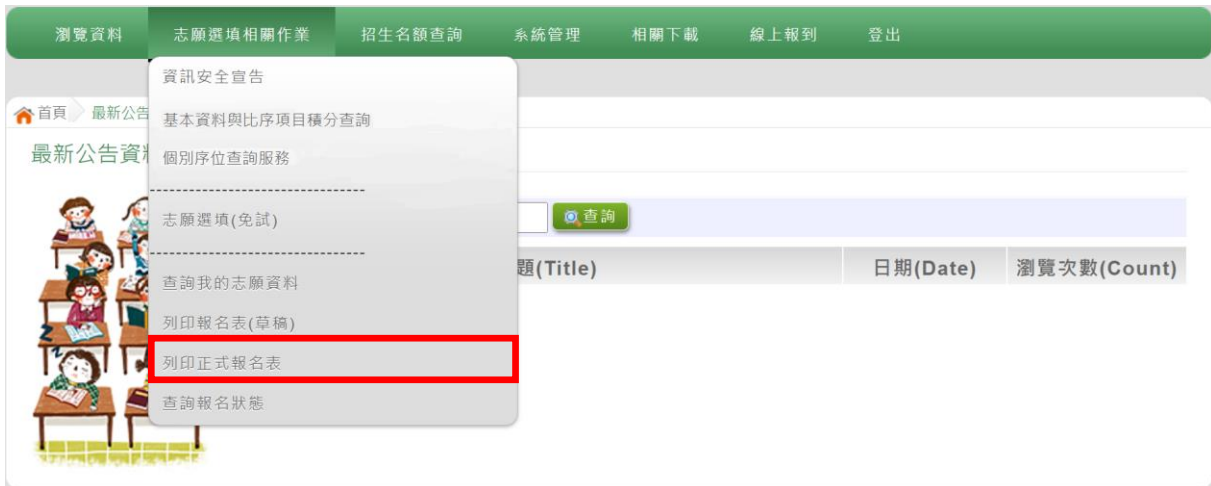 瀏覽資料 志願選填相關作業 招生名額查詢 系統管理 相關下載 線上報到 登出
資訊安全宣告
首頁 最新公告
基本資料與比序項目積分查詢
最新公告資料
個別序位查詢服務
--------------------------------
志願選填(免試)
查詢
--------------------------------
題(Title) 日期(Date) 瀏覽次數(Count)
查詢我的志願資料
列印報名表(草稿)
列印正式報名表
查詢報名狀態